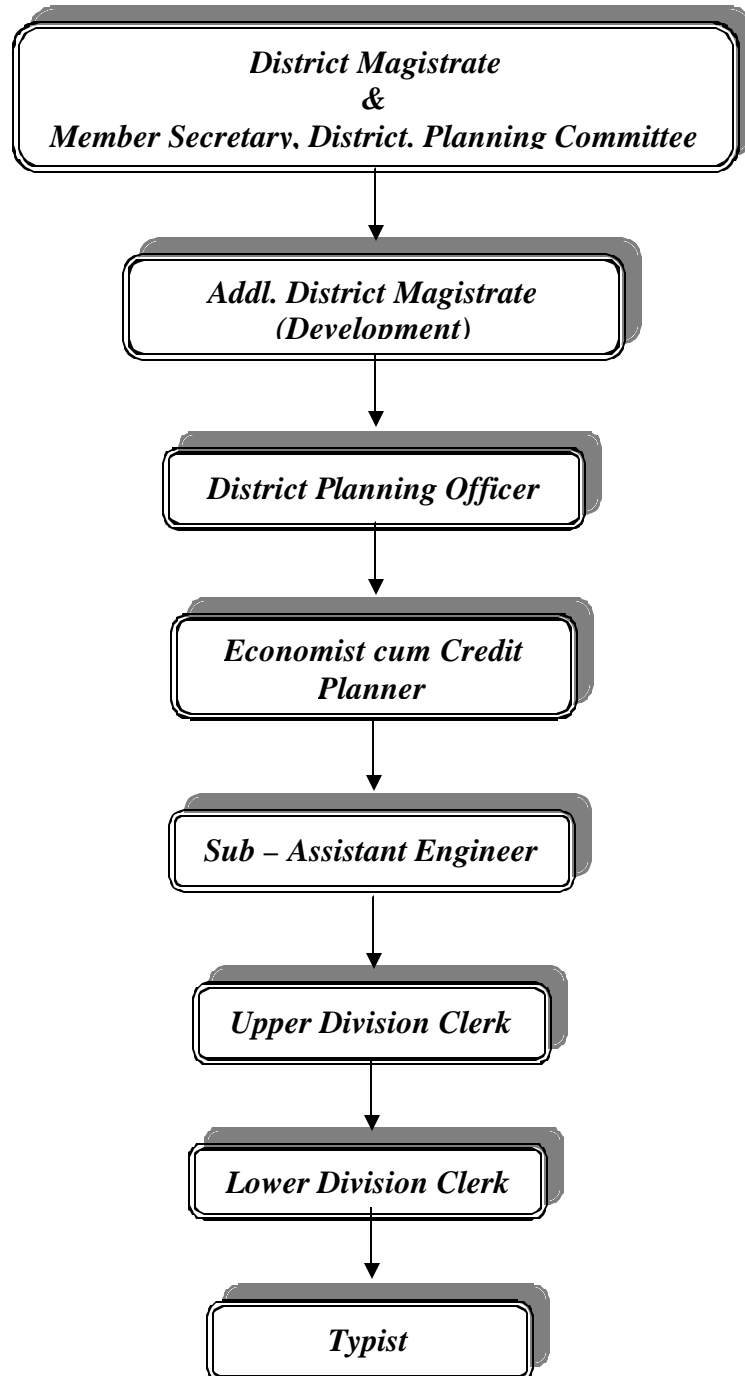 District Magistrate
&
Member Secretary, District. Planning Committee
Addl. District Magistrate
(Development)
District Planning Officer
Economist cum Credit
Planner
Sub – Assistant Engineer
Upper Division Clerk
Lower Division Clerk
Typist